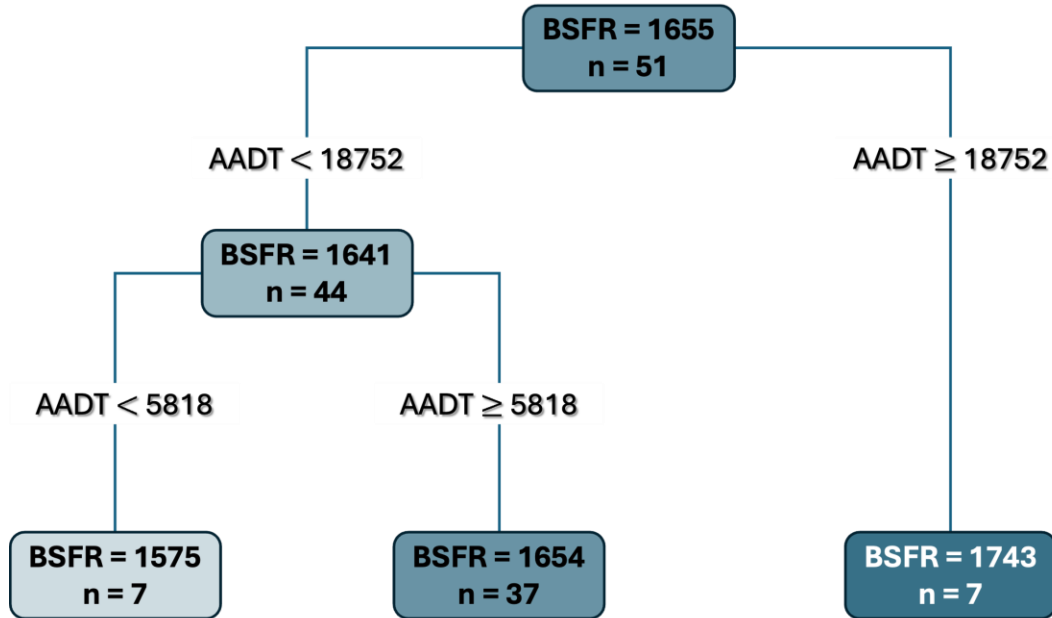 BSFR = 1655
n = 51
AADT < 18752
AADT ≥ 18752
BSFR = 1641
n = 44
AADT < 5818
AADT ≥ 5818
BSFR = 1575
n = 7
BSFR = 1654
n = 37
BSFR = 1743
n = 7